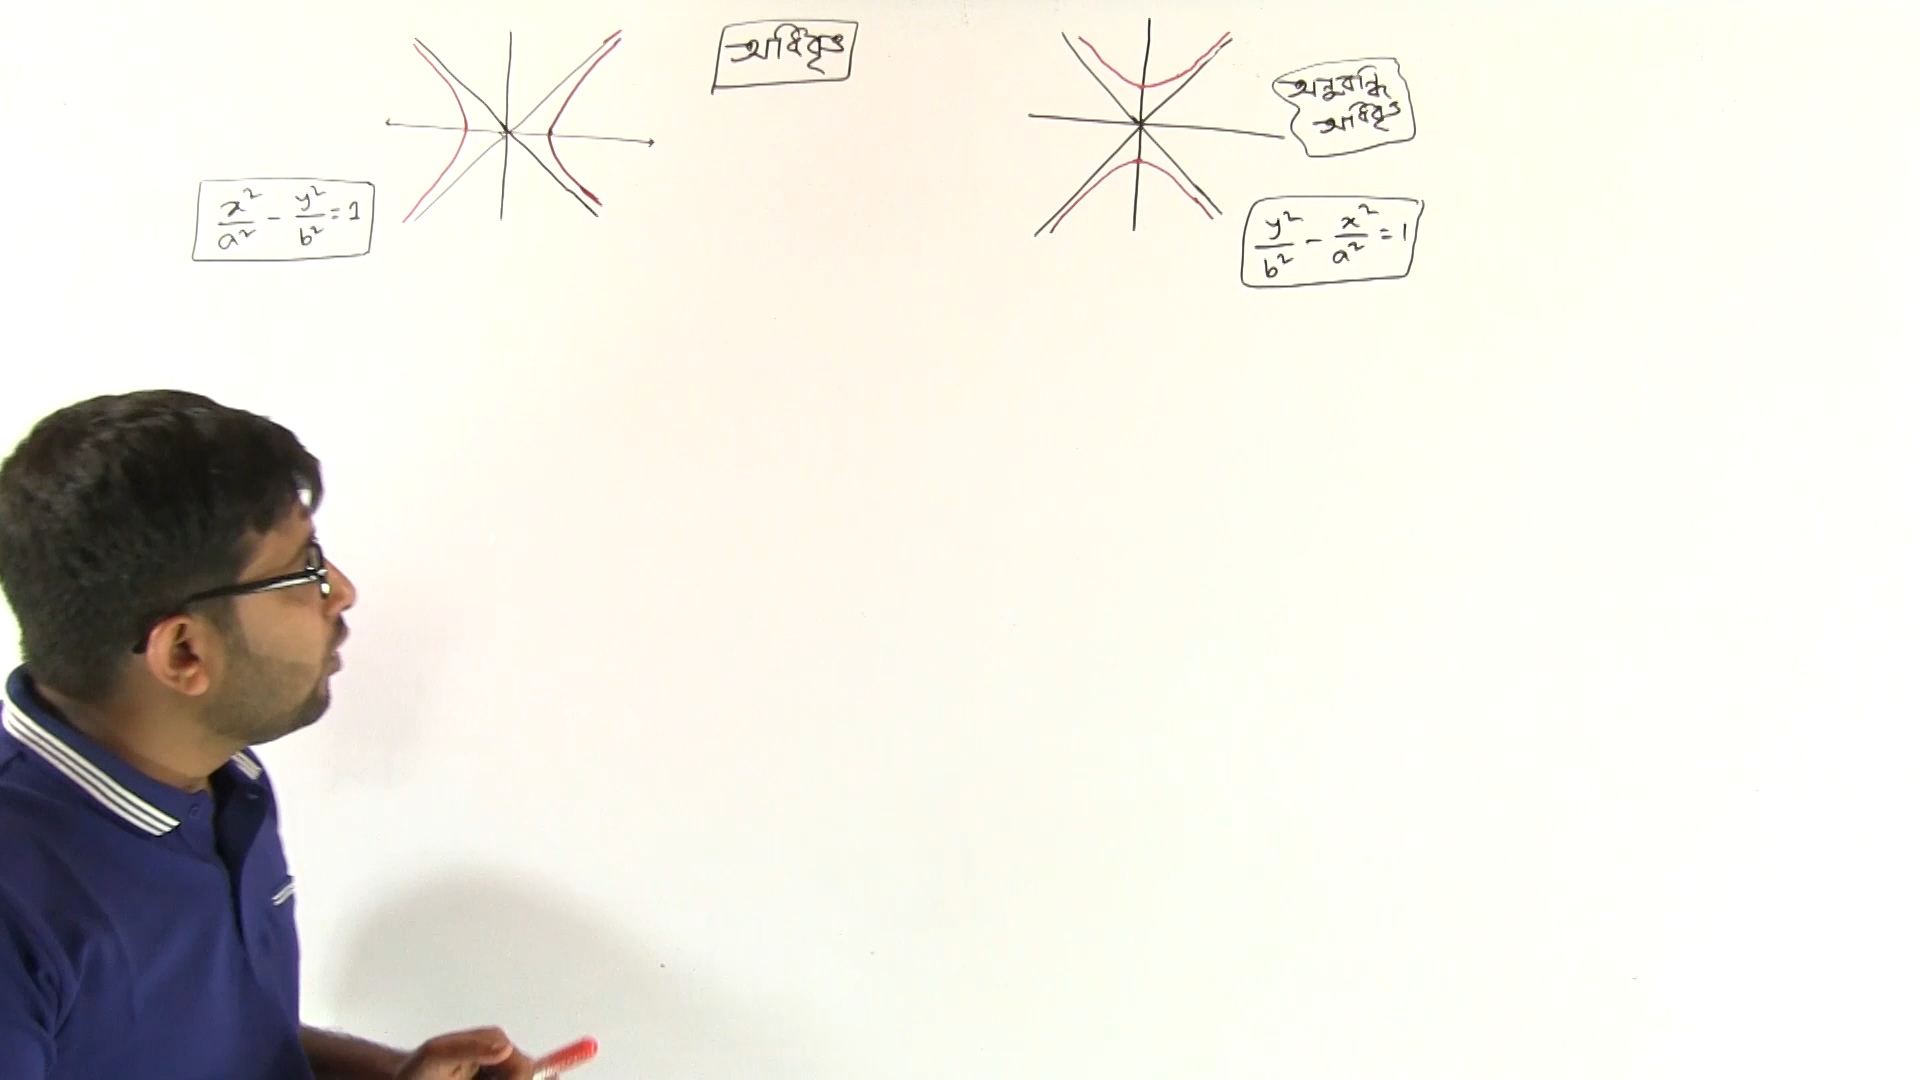 অধিবৃত্ত
অনুবন্ধি
অধিবৃত্ত
x²/a² - y²/b² = 1
y²/b² - x²/a² = 1